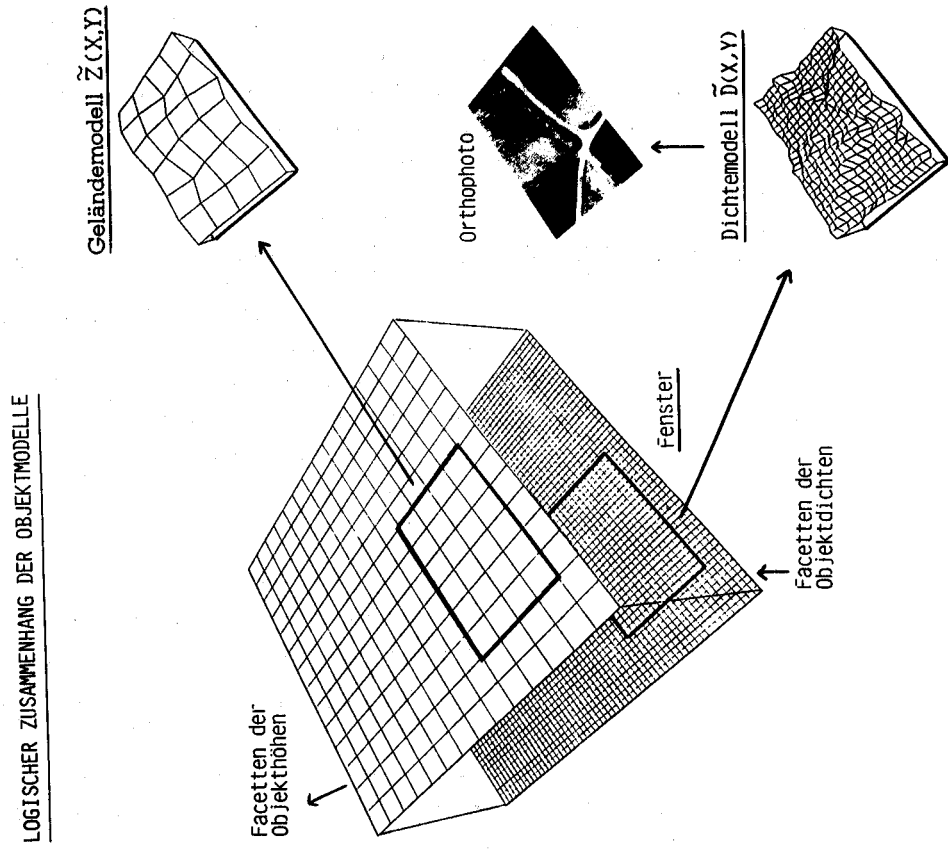 LOGISCHER ZUSAMMENHANG DER OBJEKTMODELLE
Facetten der
Objekthöhen
Geländemodell Z̃(X,Y)
Orthophoto
Dichtemodell D̃(X,Y)
Fenster
Facetten der
Objektdichten